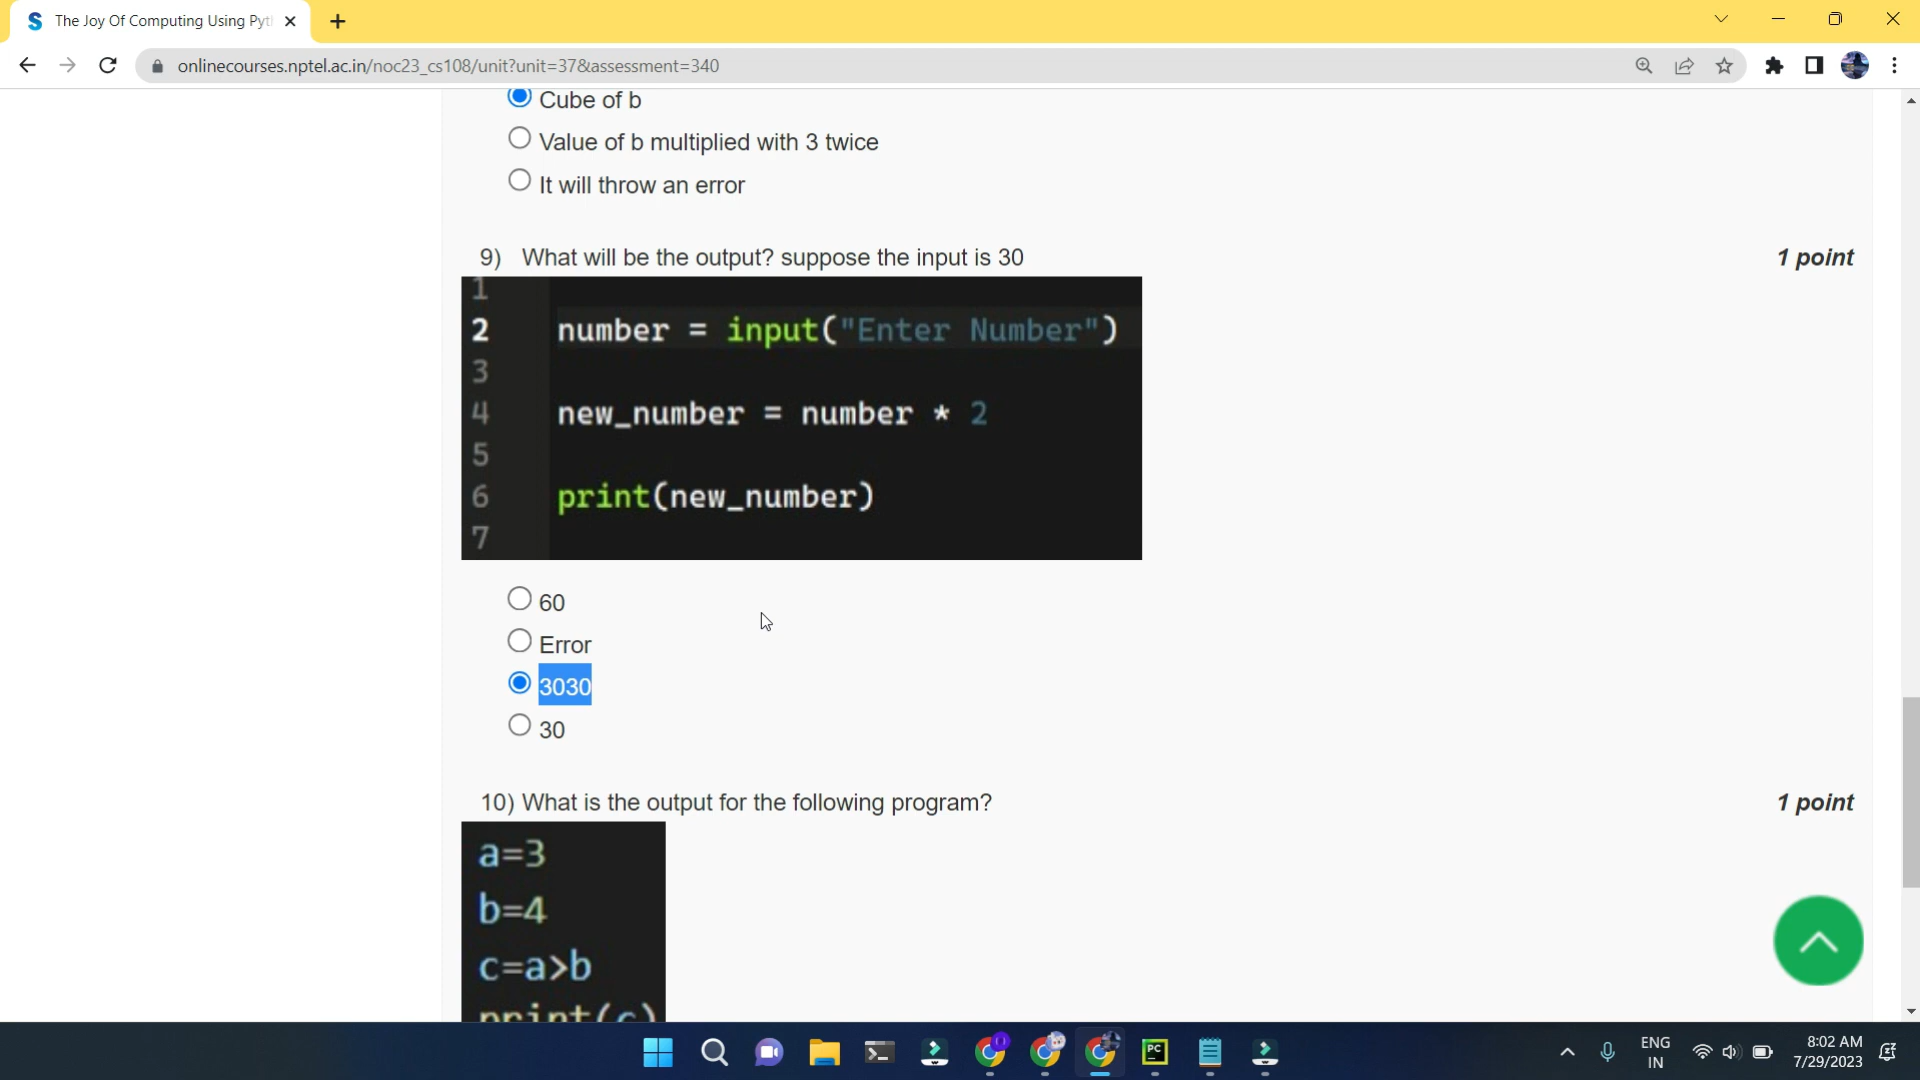 The Joy Of Computing Using Pyt
onlinecourses.nptel.ac.in/noc23_cs108/unit?unit=37&assessment=340
Cube of b
Value of b multiplied with 3 twice
It will throw an error
9) What will be the output? suppose the input is 30
1 point
1
2 number = input("Enter Number")
3
4 new_number = number * 2
5
6 print(new_number)
7
60
Error
3030
30
10) What is the output for the following program?
1 point
a=3
b=4
c=a>b
print(c)
ENG
IN
8:02 AM
7/29/2023